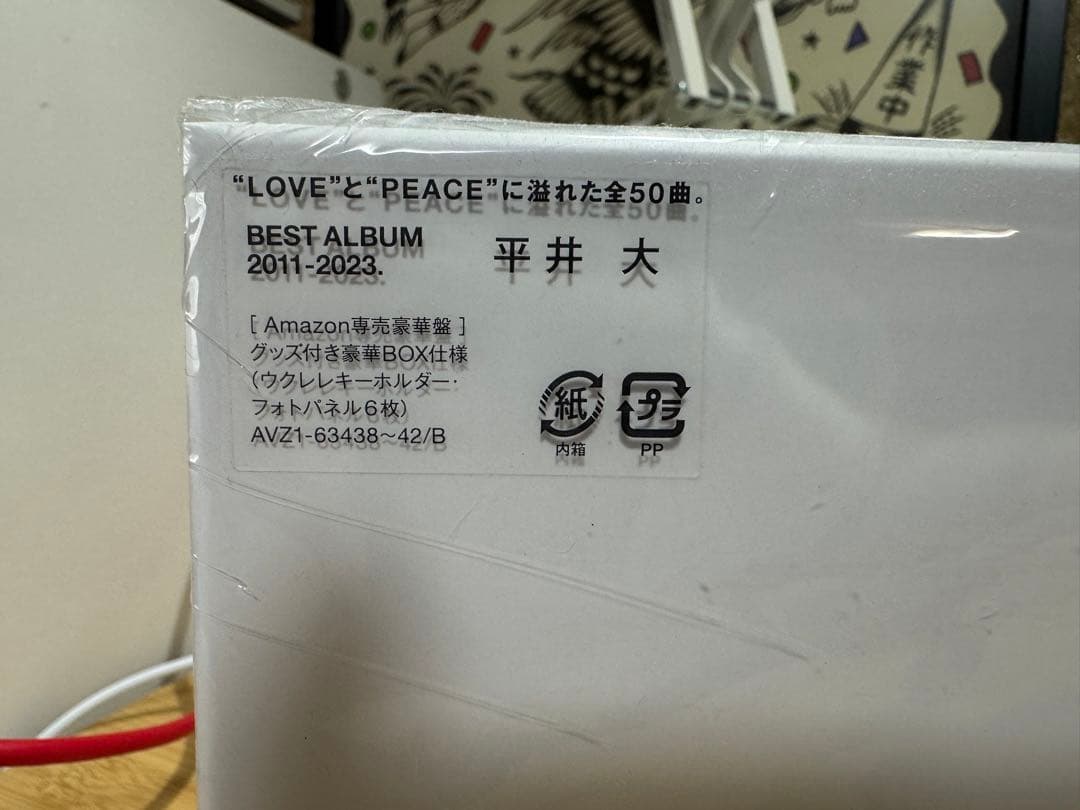 作業中
“LOVE”と“PEACE”に溢れた全50曲。
BEST ALBUM
2011-2023.
平井 大
[ Amazon専売豪華盤 ]
グッズ付き豪華BOX仕様
(ウクレレキーホルダー・
フォトパネル6枚)
AVZ1-63438～42/B
紙
内箱
プラ
PP